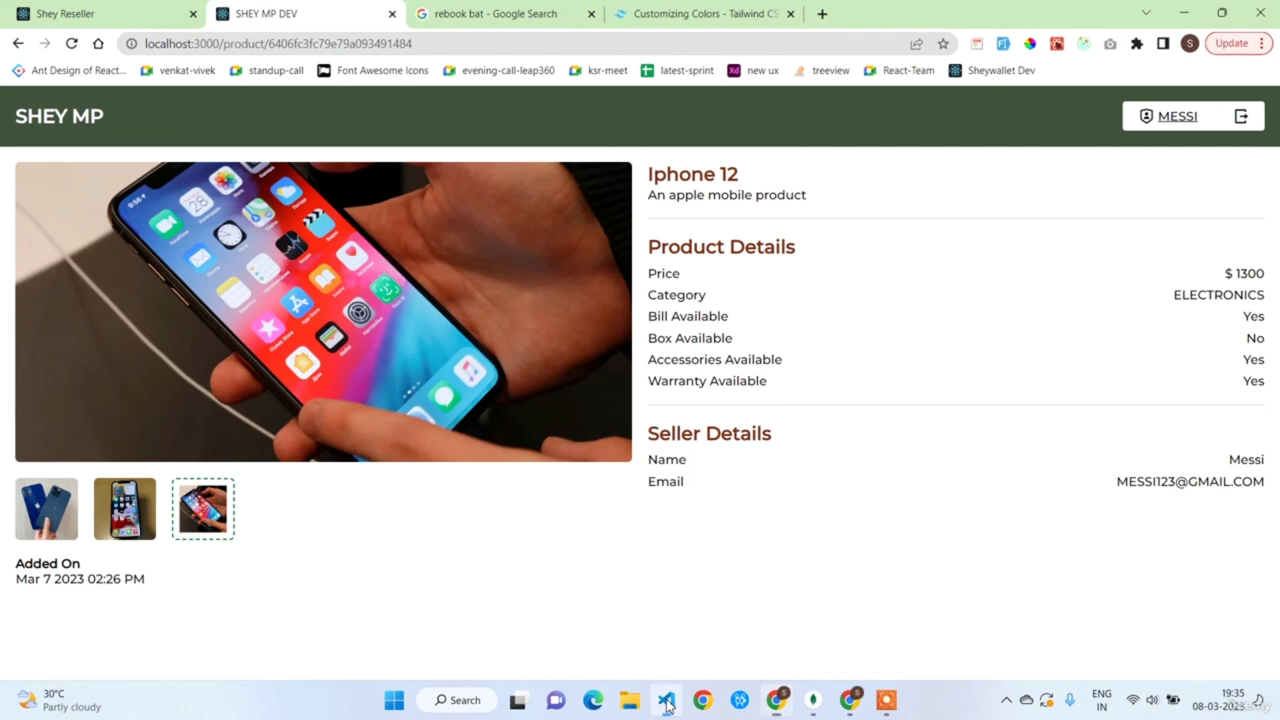 Shey Reseller
SHEY MP DEV
rebook bat - Google Search
Customizing Colors - Tailwind CS
localhost:3000/product/6406fc3fc79e79a093491484
S
Update
Ant Design of React...
venkat-vivek
standup-call
Font Awesome Icons
evening-call-leap360
ksr-meet
latest-sprint
Xd
new ux
treeview
React-Team
Sheywallet Dev
SHEY MP
MESSI
28
Iphone 12
An apple mobile product
Product Details
Price $ 1300
Category ELECTRONICS
Bill Available Yes
Box Available No
Accessories Available Yes
Warranty Available Yes
Seller Details
Name Messi
Email MESSI123@GMAIL.COM
Added On
Mar 7 2023 02:26 PM
30°C
Partly cloudy
Search
ENG
IN
19:35
08-03-2023